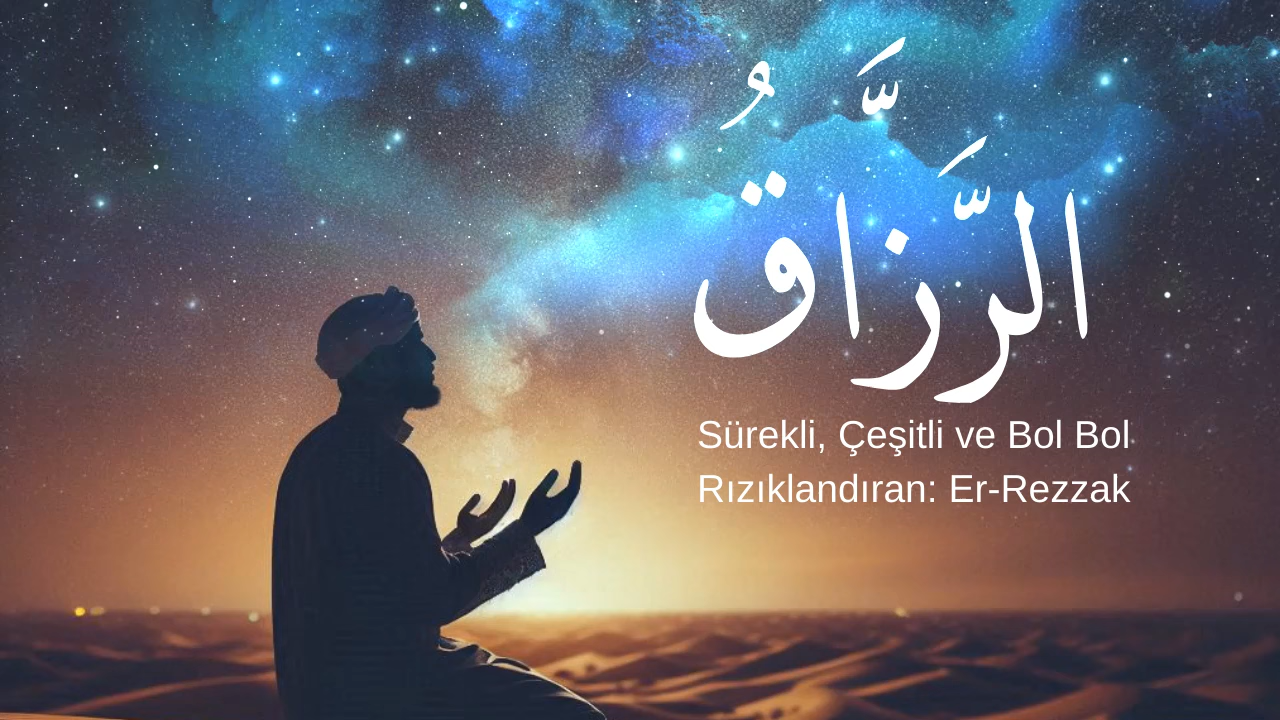 الرَّزَّاقُ
Sürekli, Çeşitli ve Bol Bol
Rızıklandıran: Er-Rezzak